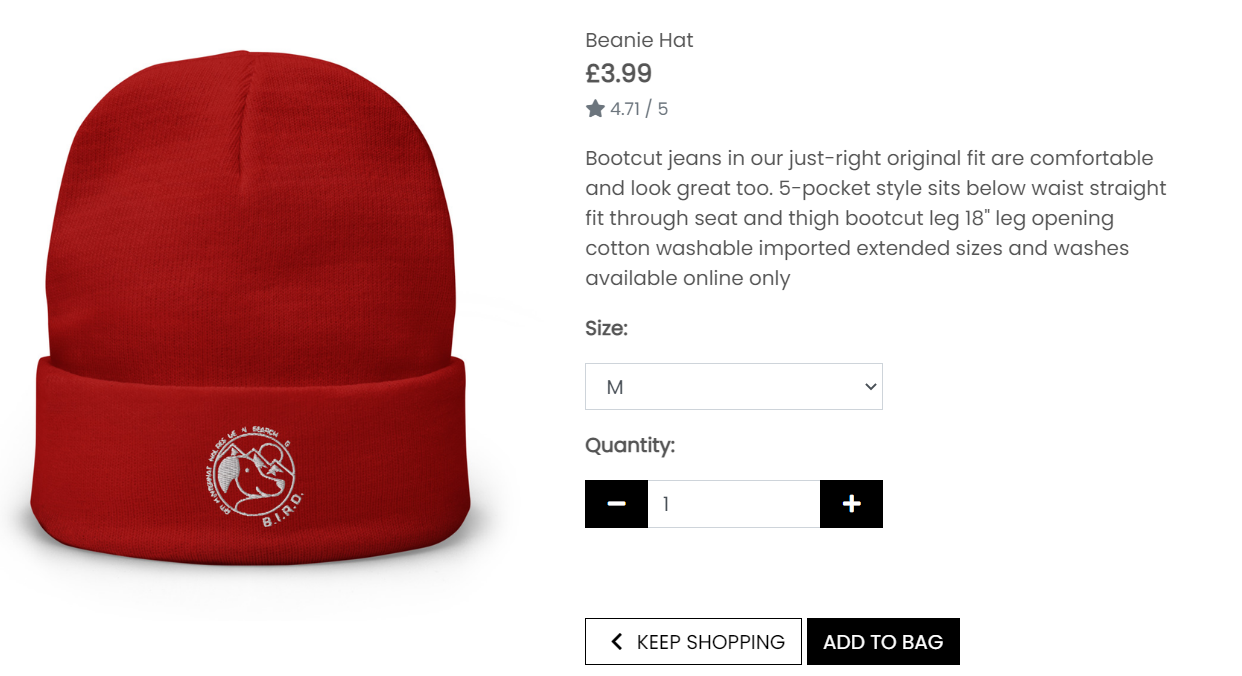 Beanie Hat
£3.99
4.71 / 5
Bootcut jeans in our just-right original fit are comfortable
and look great too. 5-pocket style sits below waist straight
fit through seat and thigh bootcut leg 18" leg opening
cotton washable imported extended sizes and washes
available online only
Size:
M
Quantity:
1
KEEP SHOPPING
ADD TO BAG
B.I.R.D.